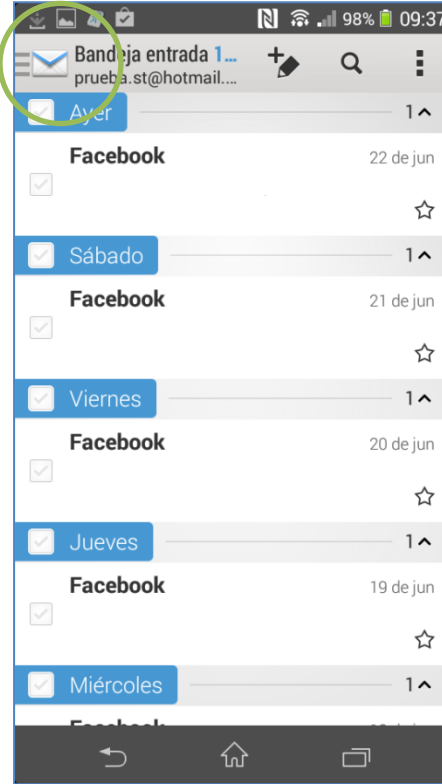 98% 09:37
Bandeja entrada 1...
prueba.st@hotmail....
Ayer 1
Facebook 22 de jun
Sábado 1
Facebook 21 de jun
Viernes 1
Facebook 20 de jun
Jueves 1
Facebook 19 de jun
Miércoles 1